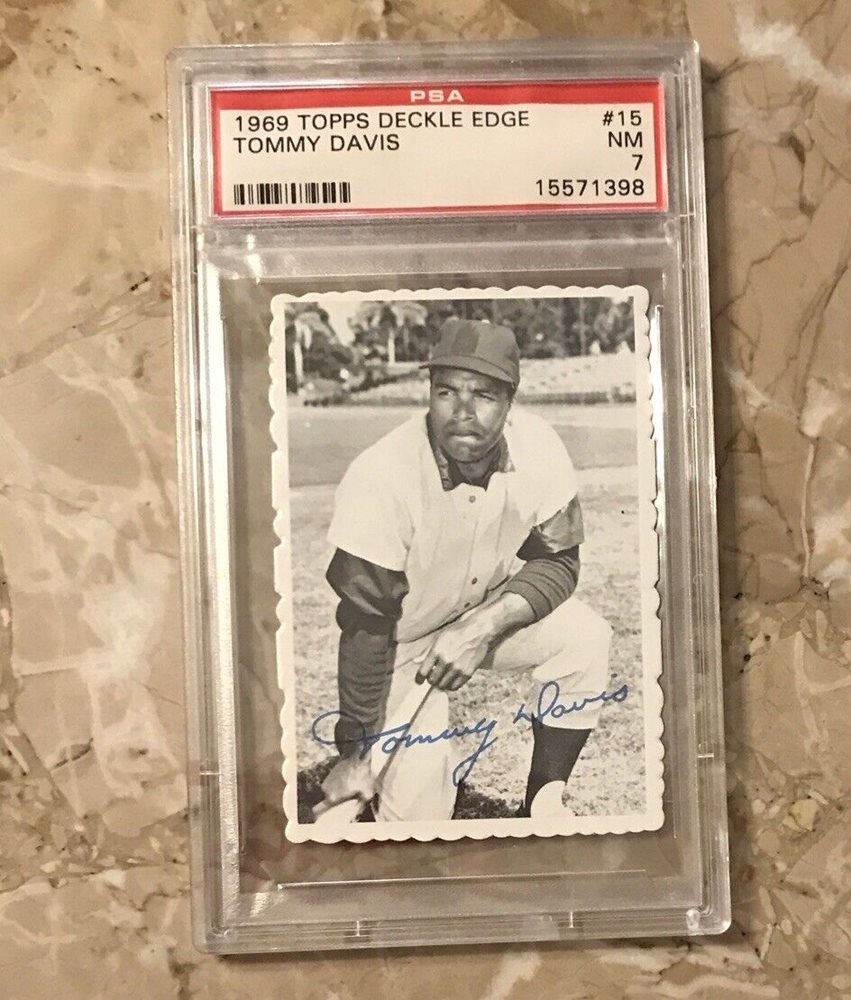 PSA
1969 TOPPS DECKLE EDGE #15
TOMMY DAVIS NM
7
15571398
Tommy Davis